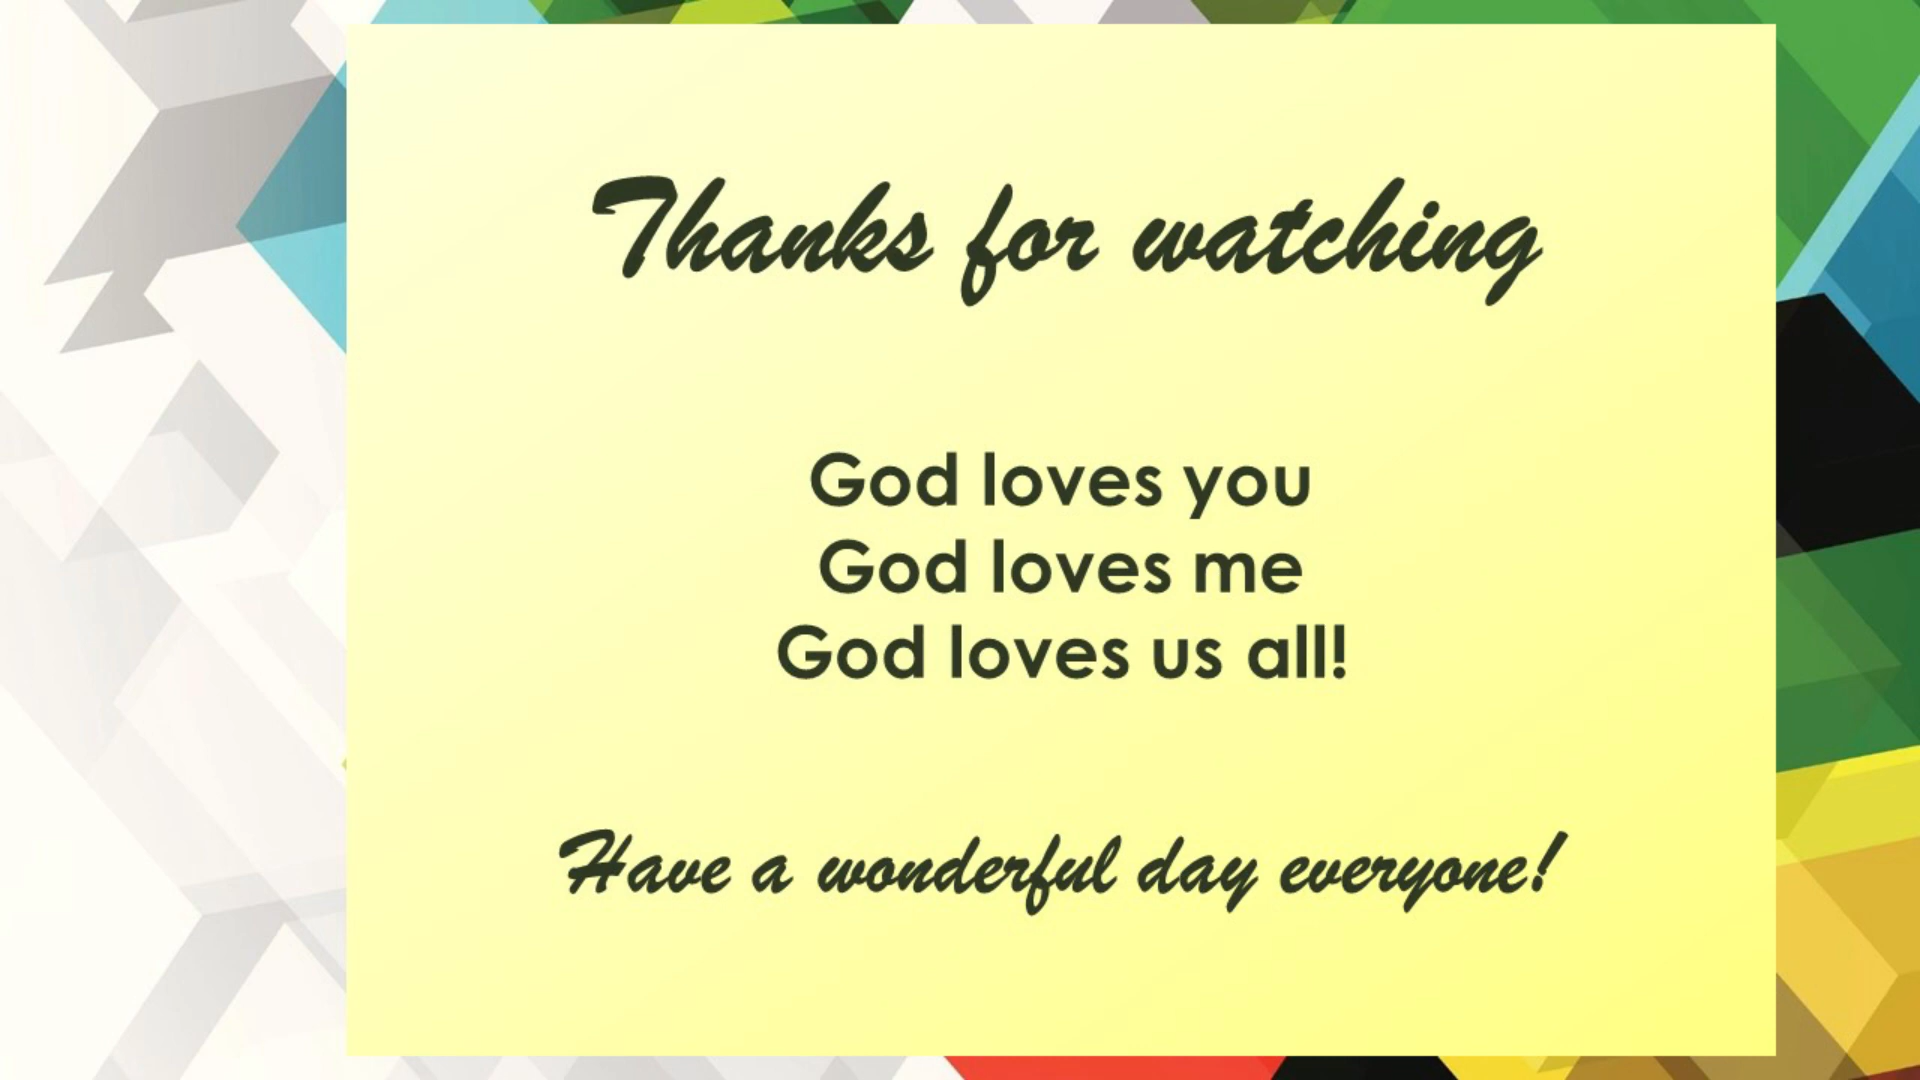 Thanks for watching
God loves you
God loves me
God loves us all!
Have a wonderful day everyone!